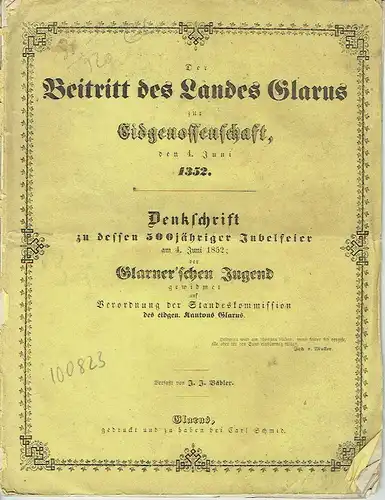 Der
Beitritt des Landes Glarus
zur
Eidgenossenschaft,
den 4. Juni
1352.
Denkschrift
zu dessen 500jähriger Jubelfeier
am 4. Juni 1852;
der
Glarner'schen Jugend
gewidmet
auf
Verordnung der Standeskommission
des eidgen. Kantons Glarus.
Joh. v. Müller.
100823
Verfaßt von J. J. Bäbler.
Glarus,
gedruckt und zu haben bei Carl Schmid.